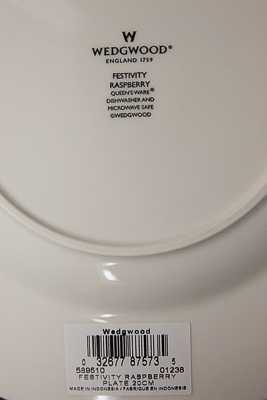 W
WEDGWOOD®
ENGLAND 1759
FESTIVITY
RASPBERRY
QUEEN'S WARE®
DISHWASHER AND
MICROWAVE SAFE
©WEDGWOOD
Wedgwood
0 32677 87573 5
589510 01238
FESTIVITY RASPBERRY
PLATE 20CM
MADE IN INDONESIA / FABRIQUE EN INDONESIE